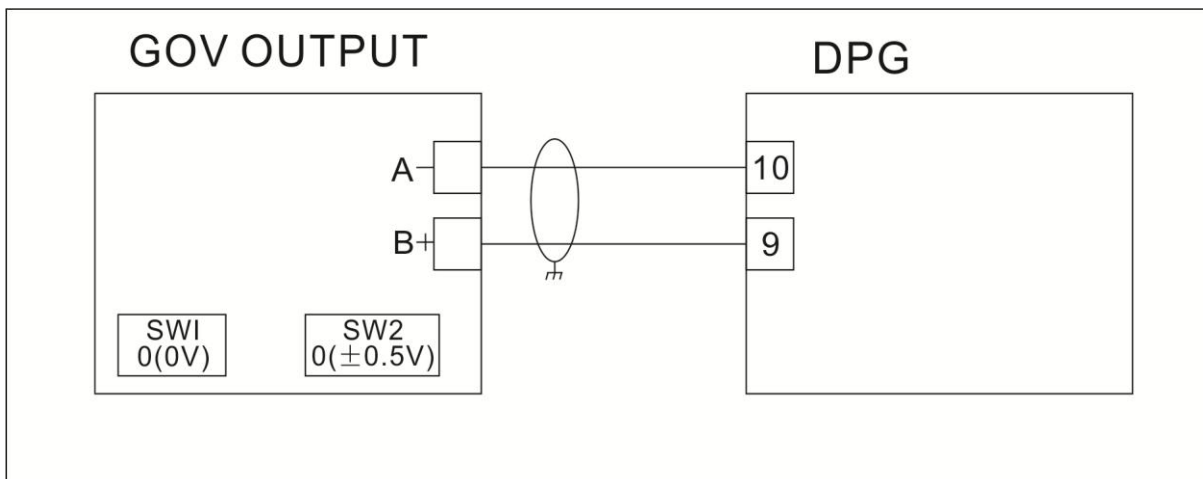 GOV OUTPUT
DPG
A-
10
B+
9
SWI
0(0V)
SW2
0(±0.5V)